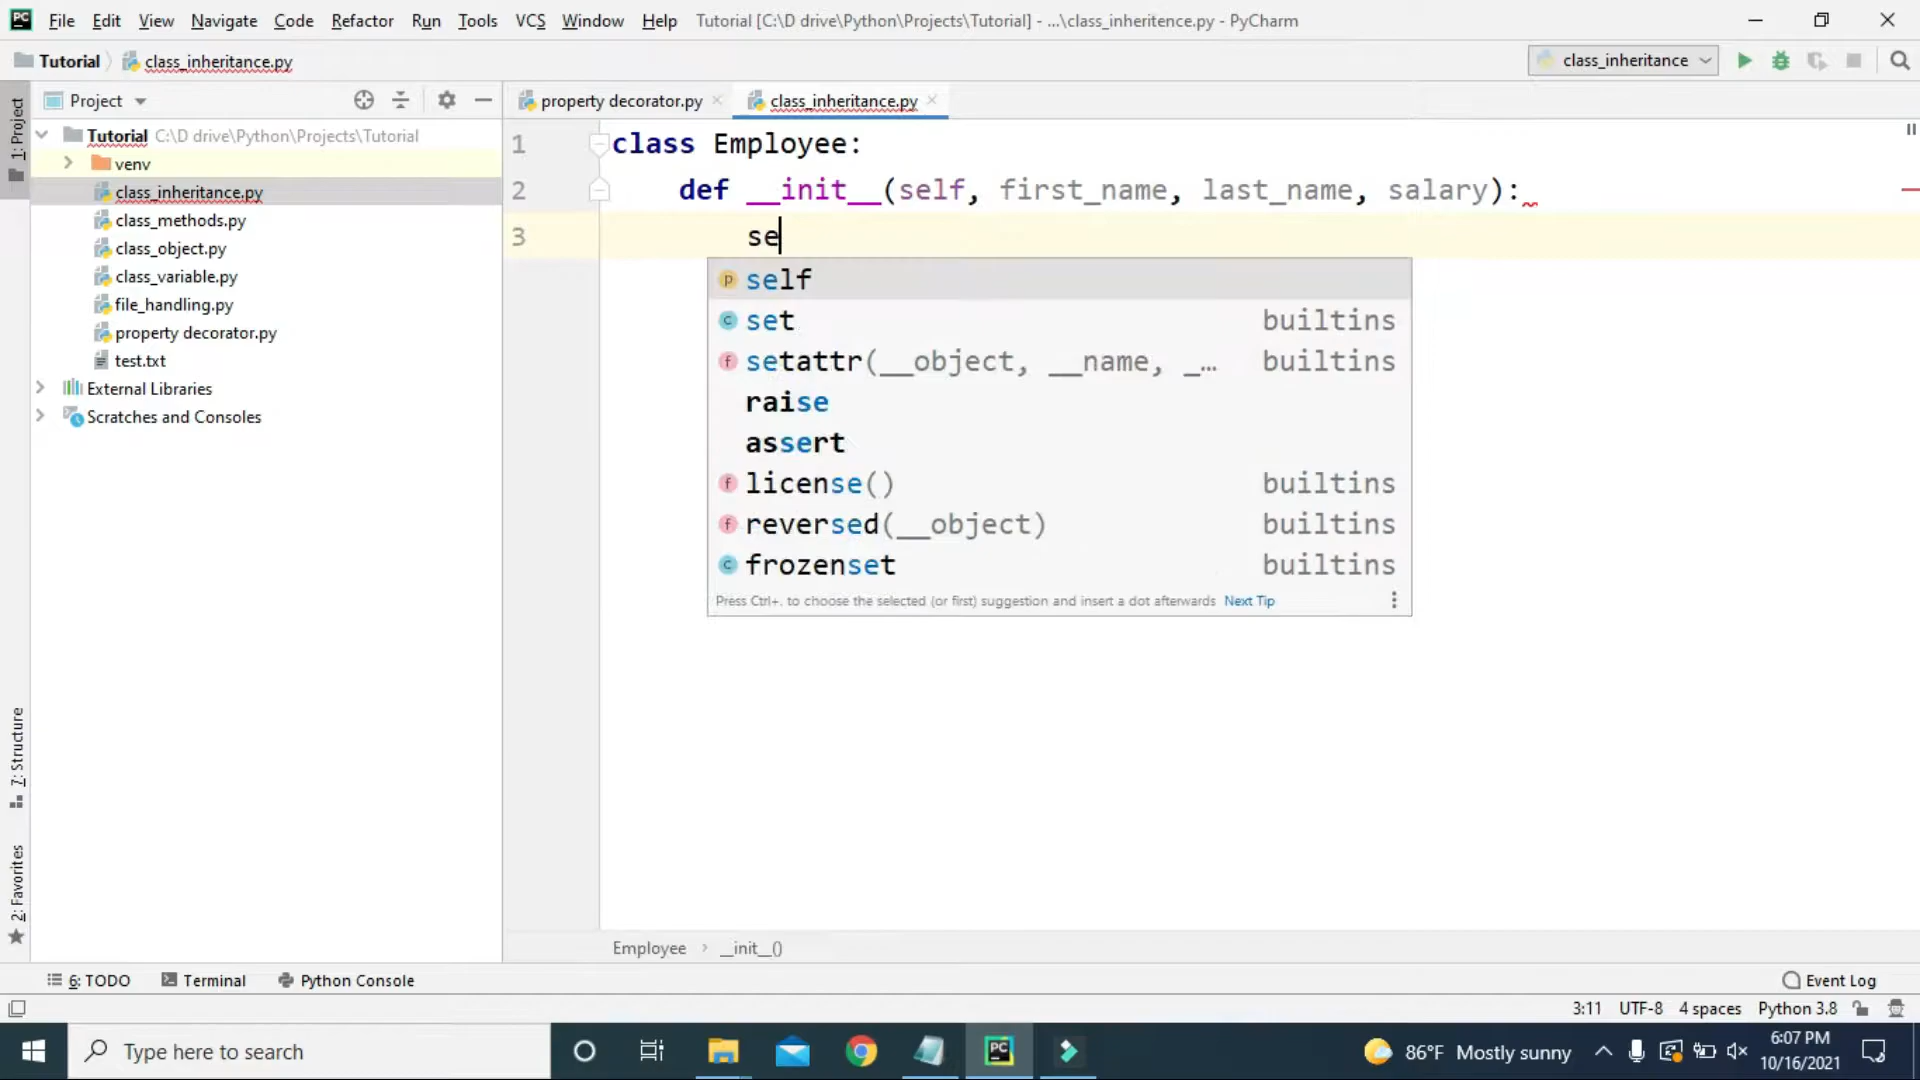 PC File Edit View Navigate Code Refactor Run Tools VCS Window Help Tutorial [C:\D drive\Python\Projects\Tutorial] - ...\class_inheritence.py - PyCharm
Tutorial class_inheritance.py class_inheritance
1: Project
Project
property decorator.py
class_inheritance.py
Tutorial C:\D drive\Python\Projects\Tutorial
venv
class_inheritance.py
class_methods.py
class_object.py
class_variable.py
file_handling.py
property decorator.py
test.txt
External Libraries
Scratches and Consoles
7: Structure
2: Favorites
1 class Employee:
2 def __init__(self, first_name, last_name, salary):
3 se
p self
c set builtins
f setattr(__object, __name, _… builtins
raise
assert
f license() builtins
f reversed(__object) builtins
c frozenset builtins
Press Ctrl+. to choose the selected (or first) suggestion and insert a dot afterwards Next Tip
Employee › __init__()
6: TODO Terminal Python Console Event Log
3:11 UTF-8 4 spaces Python 3.8
Type here to search
PC
86°F Mostly sunny
6:07 PM
10/16/2021